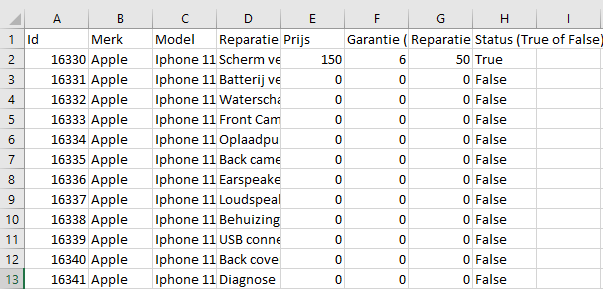 A B C D E F G H I
1 Id Merk Model Reparatie Prijs Garantie ( Reparatie Status (True of False)
2 16330 Apple Iphone 11 Scherm ve 150 6 50 True
3 16331 Apple Iphone 11 Batterij ve 0 0 0 False
4 16332 Apple Iphone 11 Waterscha 0 0 0 False
5 16333 Apple Iphone 11 Front Cam 0 0 0 False
6 16334 Apple Iphone 11 Oplaadpu 0 0 0 False
7 16335 Apple Iphone 11 Back came 0 0 0 False
8 16336 Apple Iphone 11 Earspeake 0 0 0 False
9 16337 Apple Iphone 11 Loudspeal 0 0 0 False
10 16338 Apple Iphone 11 Behuizing 0 0 0 False
11 16339 Apple Iphone 11 USB conne 0 0 0 False
12 16340 Apple Iphone 11 Back cove 0 0 0 False
13 16341 Apple Iphone 11 Diagnose 0 0 0 False